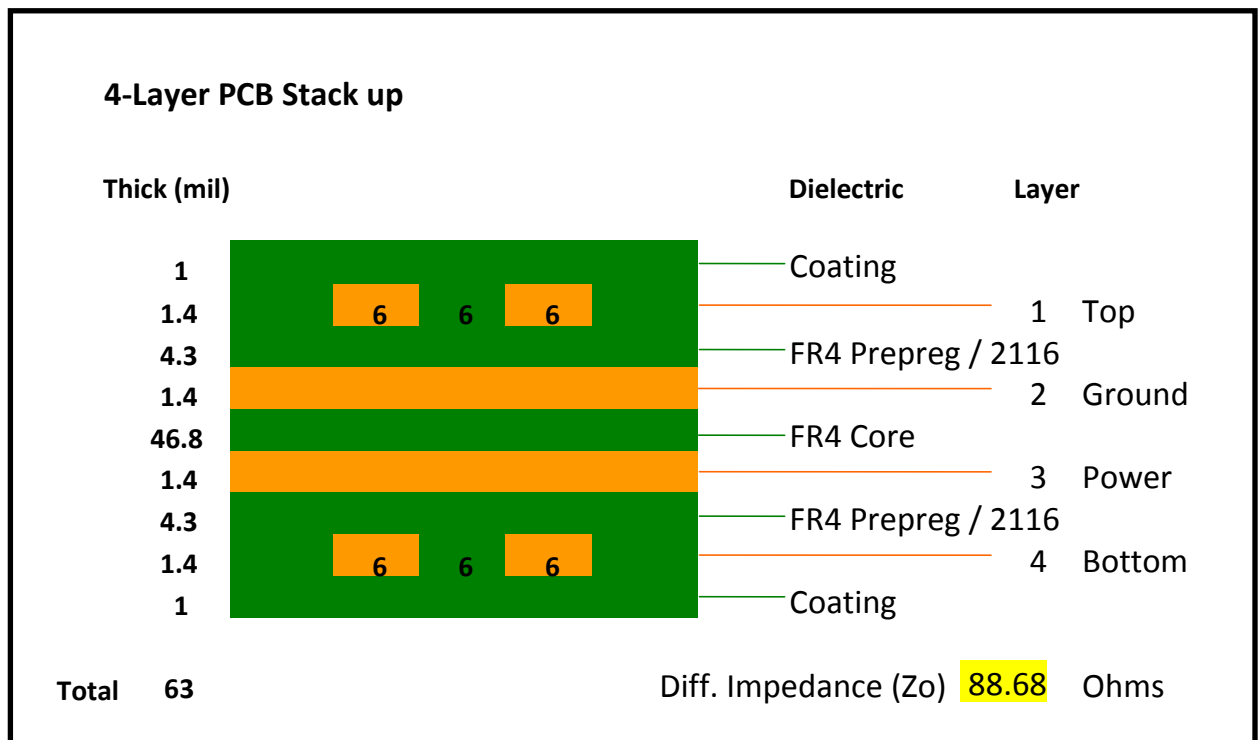 4-Layer PCB Stack up
Thick (mil) Dielectric Layer
1 Coating
1.4 6 6 6 1 Top
4.3 FR4 Prepreg / 2116
1.4 2 Ground
46.8 FR4 Core
1.4 3 Power
4.3 FR4 Prepreg / 2116
1.4 6 6 6 4 Bottom
1 Coating
Total 63 Diff. Impedance (Zo) 88.68 Ohms